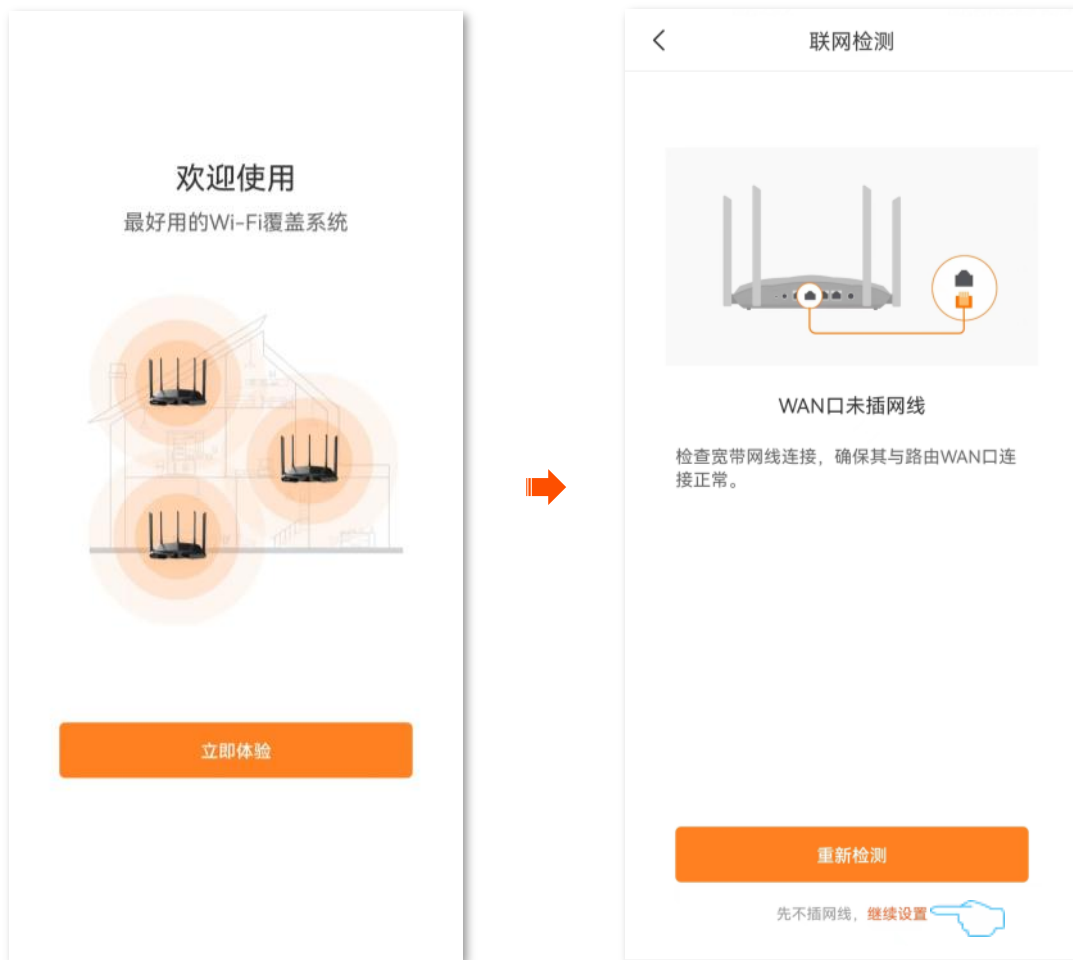 欢迎使用
最好用的Wi-Fi覆盖系统
立即体验
联网检测
WAN口未插网线
检查宽带网线连接，确保其与路由WAN口连
接正常。
重新检测
先不插网线，继续设置